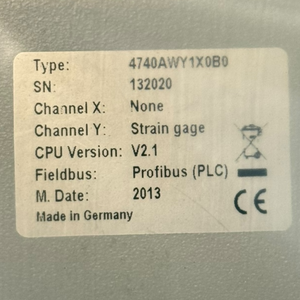 Type: 4740AWY1X0B0
SN: 132020
Channel X: None
Channel Y: Strain gage
CPU Version: V2.1
Fieldbus: Profibus (PLC)
M. Date: 2013
Made in Germany
CE